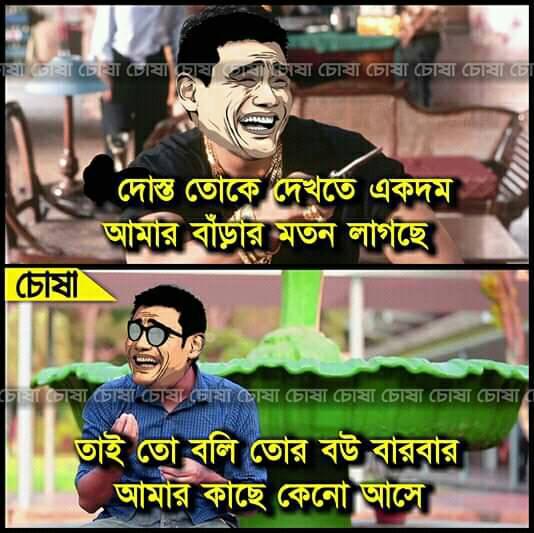 চোষা চোষা চোষা চোষা চোষা চোষা চোষা চোষা চোষা চোষা
দোস্ত তোকে দেখতে একদম
আমার বাঁড়ার মতন লাগছে
চোষা
চোষা চোষা চোষা চোষা চোষা চোষা চোষা চোষা চোষা চোষা
তাই তো বলি তোর বউ বারবার
আমার কাছে কেনো আসে